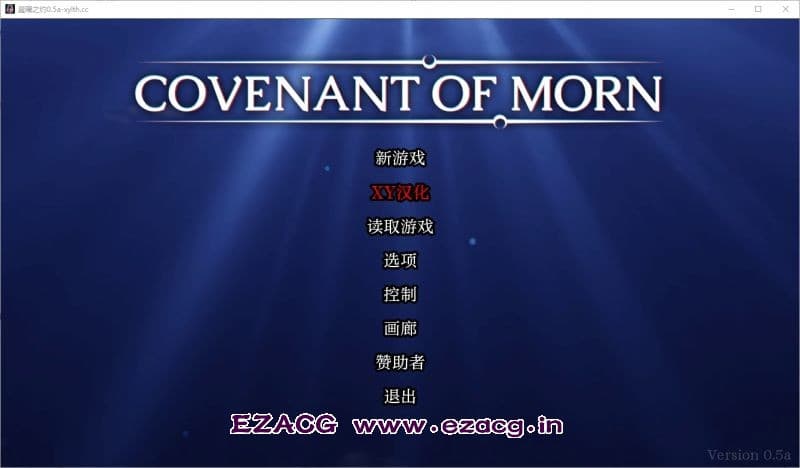 晨曦之约0.5a-xylth.cc
COVENANT OF MORN
新游戏
XY汉化
读取游戏
选项
控制
画廊
赞助者
退出
EZACG www.ezacg.in
Version 0.5a